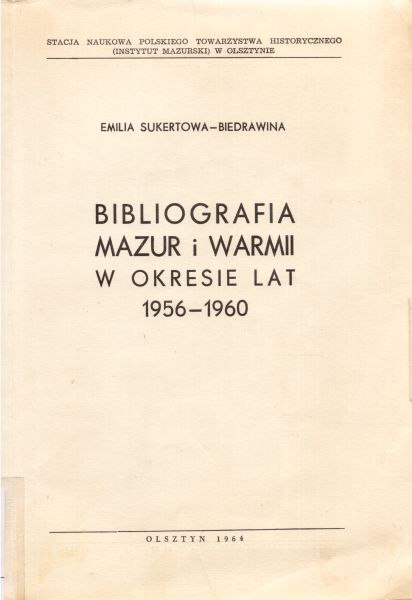 STACJA NAUKOWA POLSKIEGO TOWARZYSTWA HISTORYCZNEGO
(INSTYTUT MAZURSKI) W OLSZTYNIE
EMILIA SUKERTOWA-BIEDRAWINA
BIBLIOGRAFIA
MAZUR i WARMII
W OKRESIE LAT
1956-1960
OLSZTYN 1964